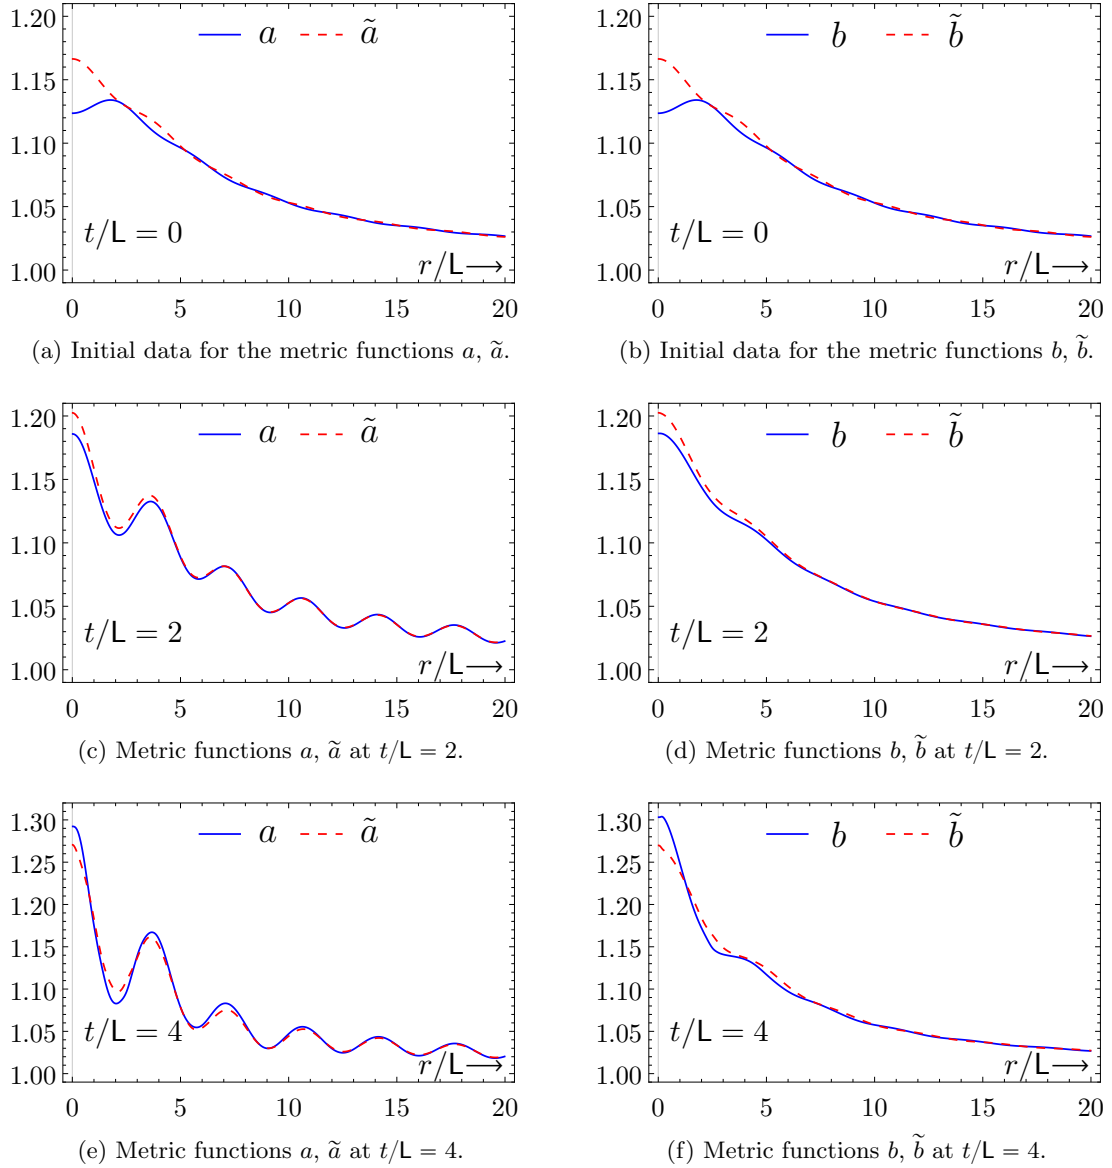 1.20
1.15
1.10
1.05
1.00
a ã
t/L = 0
r/L⟶
0 5 10 15 20
(a) Initial data for the metric functions a, ã.
1.20
1.15
1.10
1.05
1.00
b b̃
t/L = 0
r/L⟶
0 5 10 15 20
(b) Initial data for the metric functions b, b̃.
1.20
1.15
1.10
1.05
1.00
a ã
t/L = 2
r/L⟶
0 5 10 15 20
(c) Metric functions a, ã at t/L = 2.
1.20
1.15
1.10
1.05
1.00
b b̃
t/L = 2
r/L⟶
0 5 10 15 20
(d) Metric functions b, b̃ at t/L = 2.
1.30
1.25
1.20
1.15
1.10
1.05
1.00
a ã
t/L = 4
r/L⟶
0 5 10 15 20
(e) Metric functions a, ã at t/L = 4.
1.30
1.25
1.20
1.15
1.10
1.05
1.00
b b̃
t/L = 4
r/L⟶
0 5 10 15 20
(f) Metric functions b, b̃ at t/L = 4.